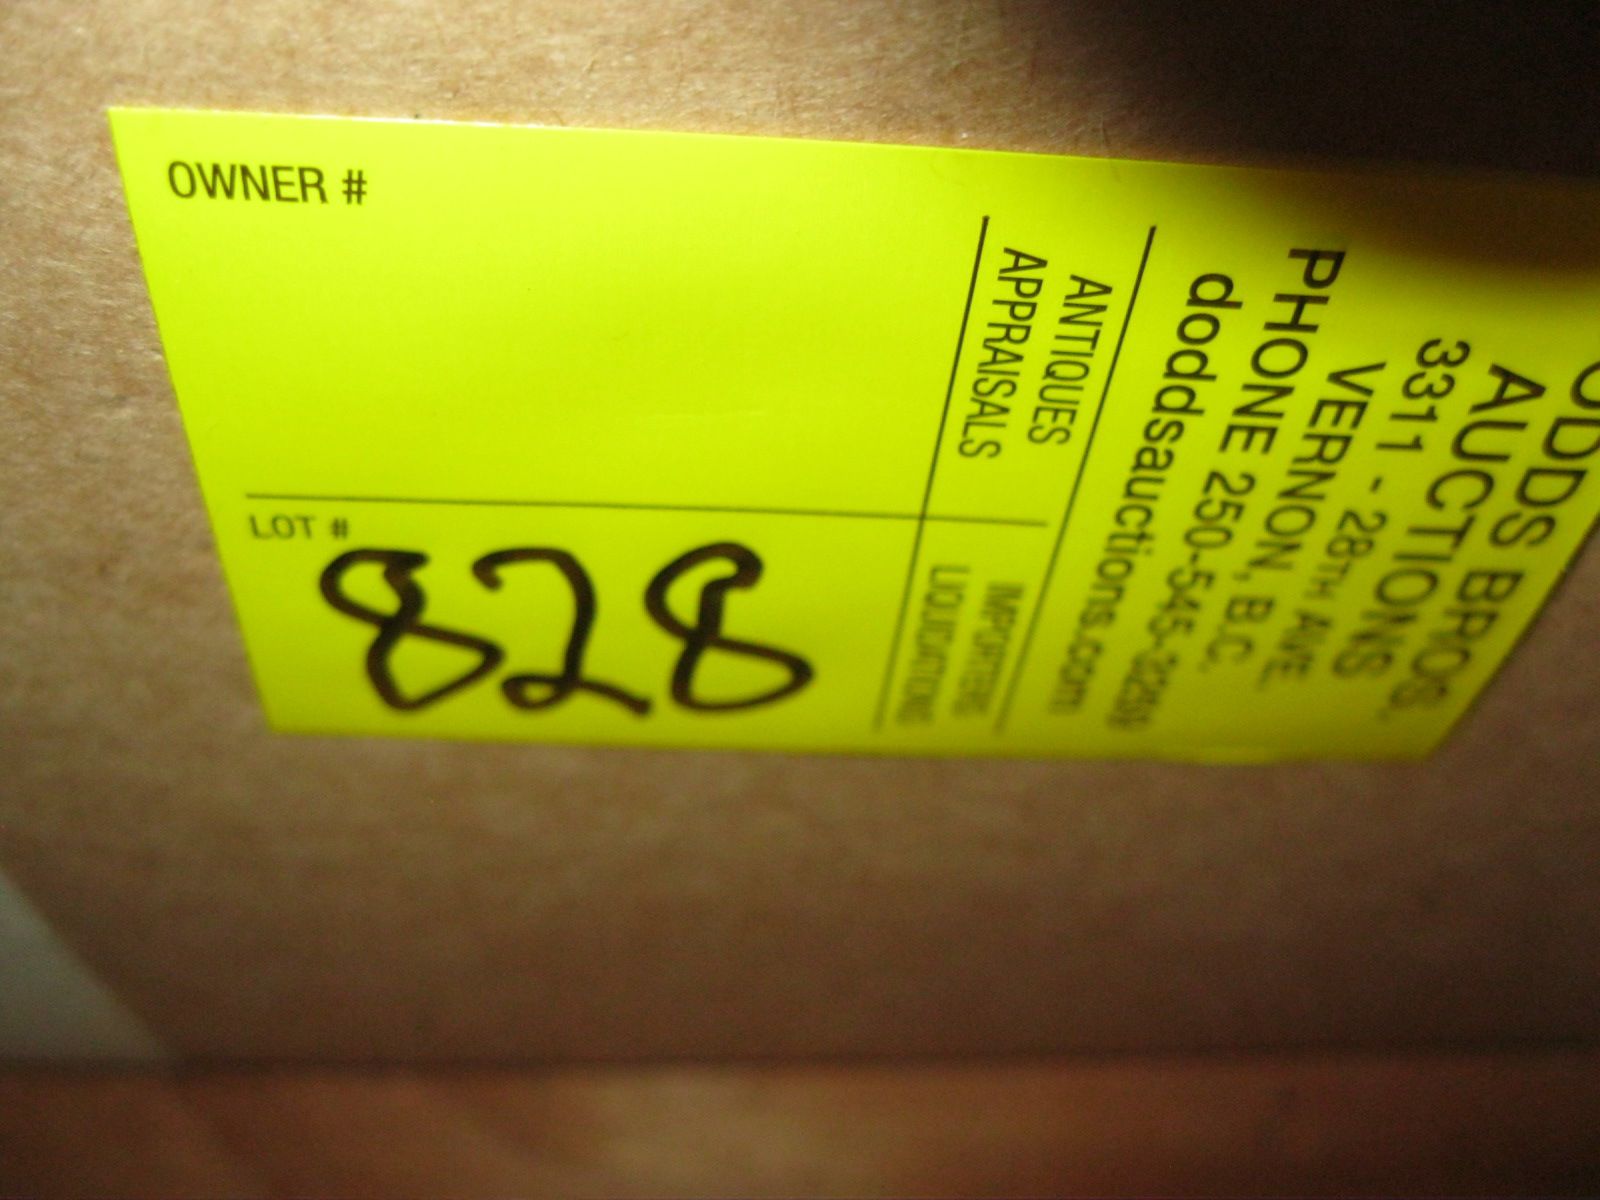 OWNER #
LOT #
828
ODDS BROS.
AUCTIONS
3311 - 28TH AVE.
VERNON, B.C.
PHONE 250-545-3259
doddsauctions.com
ANTIQUES
APPRAISALS
IMPORTERS
LIQUIDATIONS